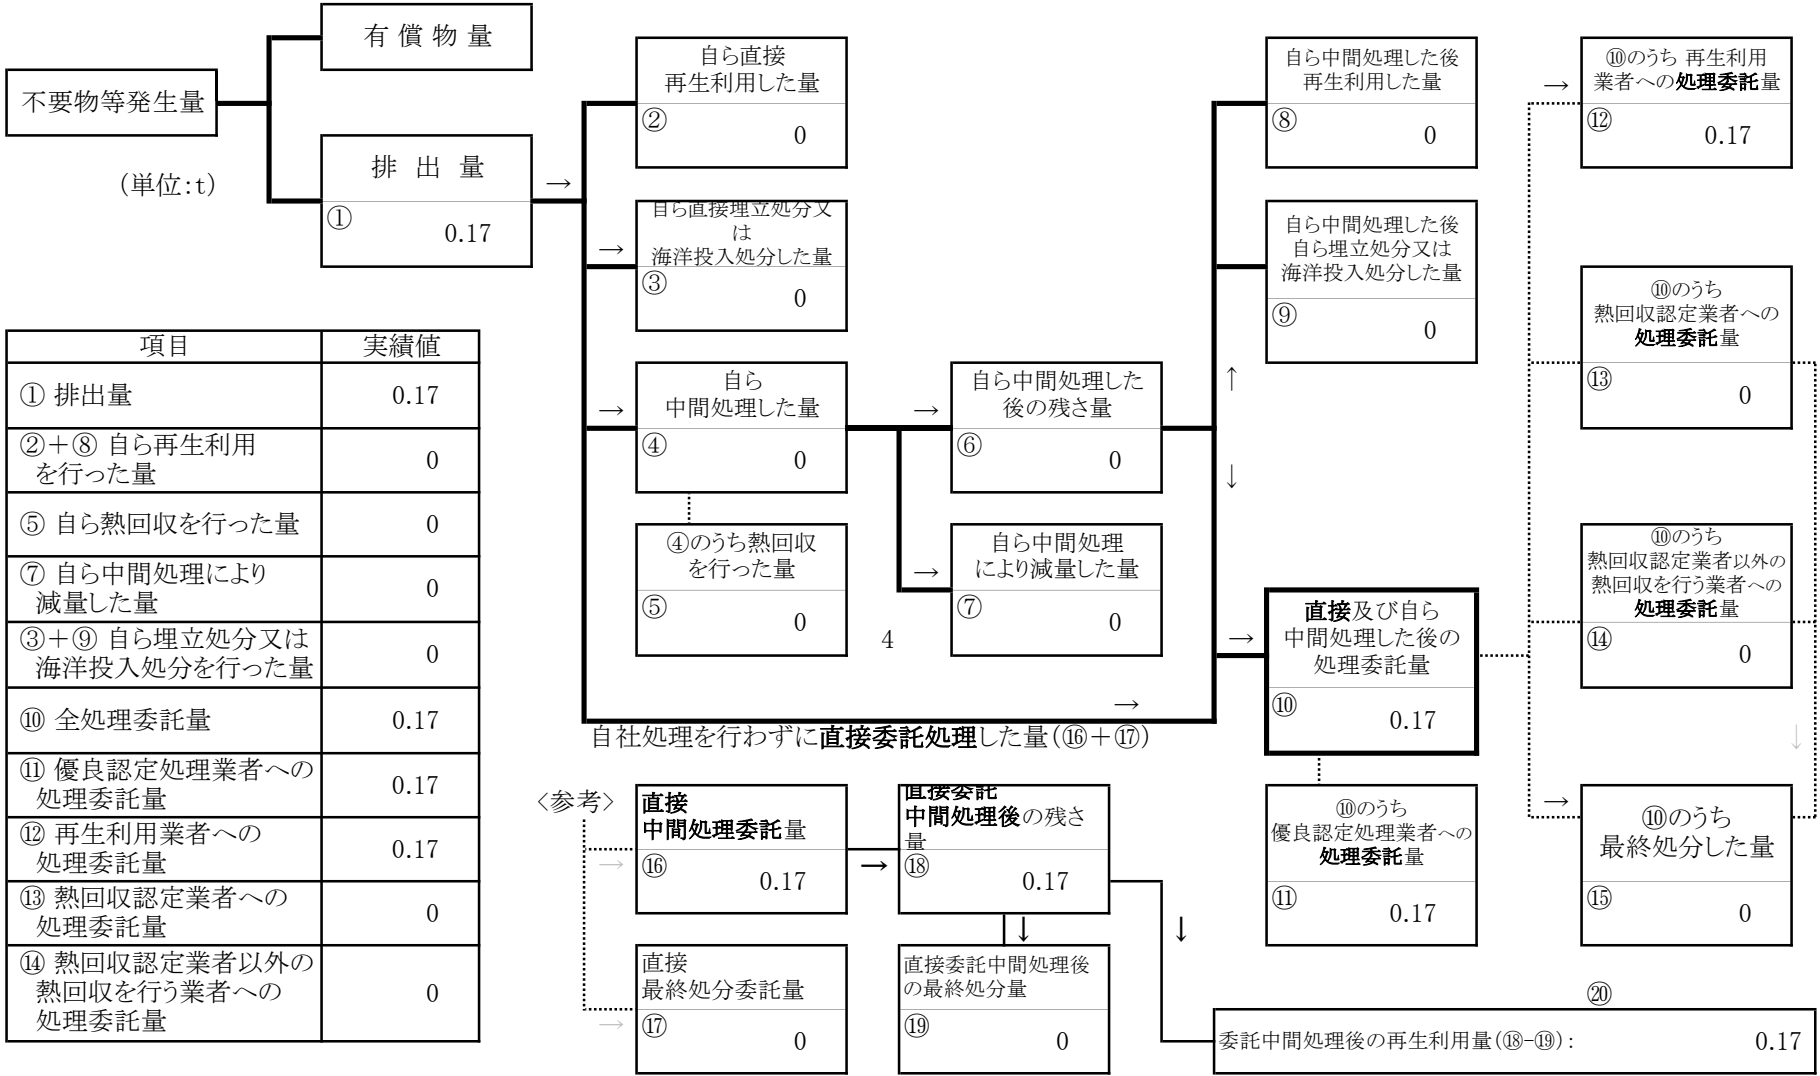 有 償 物 量
不要物等発生量
(単位:t)
排 出 量
①
0.17
→
自ら直接
再生利用した量
②
0
→
自ら直接埋立処分又
は
海洋投入処分した量
③
0
→
自ら
中間処理した量
④
0
④のうち熱回収
を行った量
⑤
0
→
自ら中間処理した
後の残さ量
⑥
0
→
自ら中間処理
により減量した量
⑦
0
4
自ら中間処理した後
再生利用した量
⑧
0
自ら中間処理した後
自ら埋立処分又は
海洋投入処分した量
⑨
0
↑
↓
→
直接及び自ら
中間処理した後の
処理委託量
⑩
0.17
⑩のうち
優良認定処理業者への
処理委託量
⑪
0.17
→
⑩のうち 再生利用
業者への処理委託量
⑫
0.17
⑩のうち
熱回収認定業者への
処理委託量
⑬
0
⑩のうち
熱回収認定業者以外の
熱回収を行う業者への
処理委託量
⑭
0
↓
→
⑩のうち
最終処分した量
⑮
0
→
自社処理を行わずに直接委託処理した量(⑯+⑰)
項目 実績値
① 排出量 0.17
②+⑧ 自ら再生利用
を行った量 0
⑤ 自ら熱回収を行った量 0
⑦ 自ら中間処理により
減量した量 0
③+⑨ 自ら埋立処分又は
海洋投入処分を行った量 0
⑩ 全処理委託量 0.17
⑪ 優良認定処理業者への
処理委託量 0.17
⑫ 再生利用業者への
処理委託量 0.17
⑬ 熱回収認定業者への
処理委託量 0
⑭ 熱回収認定業者以外の
熱回収を行う業者への
処理委託量 0
〈参考〉
→
直接
中間処理委託量
⑯
0.17
→
直接委託
中間処理後の残さ
量
⑱
0.17
↓
↓
→
直接
最終処分委託量
⑰
0
直接委託中間処理後
の最終処分量
⑲
0
⑳
委託中間処理後の再生利用量(⑱-⑲): 0.17